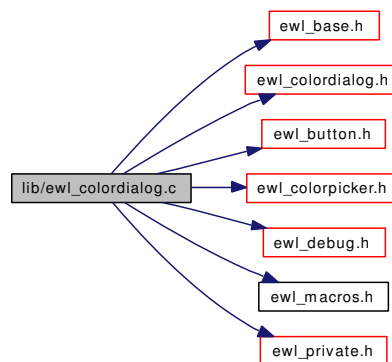 ewl_base.h
ewl_colordialog.h
ewl_button.h
lib/ewl_colordialog.c
ewl_colorpicker.h
ewl_debug.h
ewl_macros.h
ewl_private.h